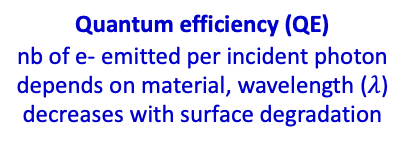 Quantum efficiency (QE)
nb of e- emitted per incident photon
depends on material, wavelength (λ)
decreases with surface degradation